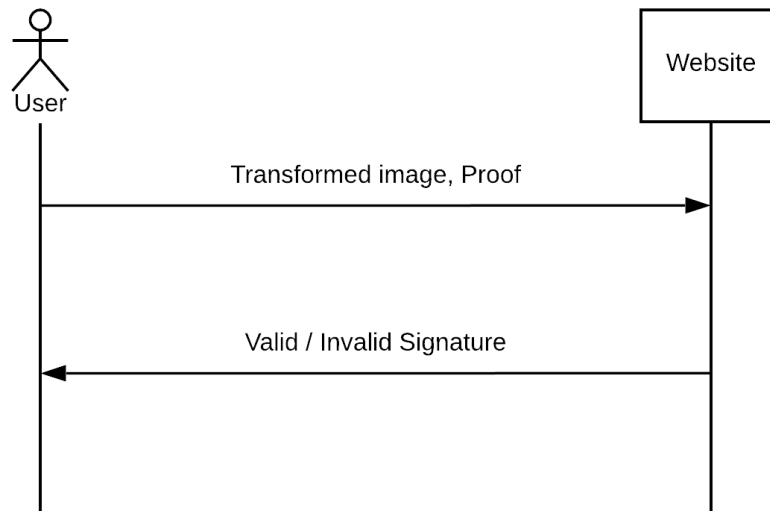 User
Website
Transformed image, Proof
Valid / Invalid Signature